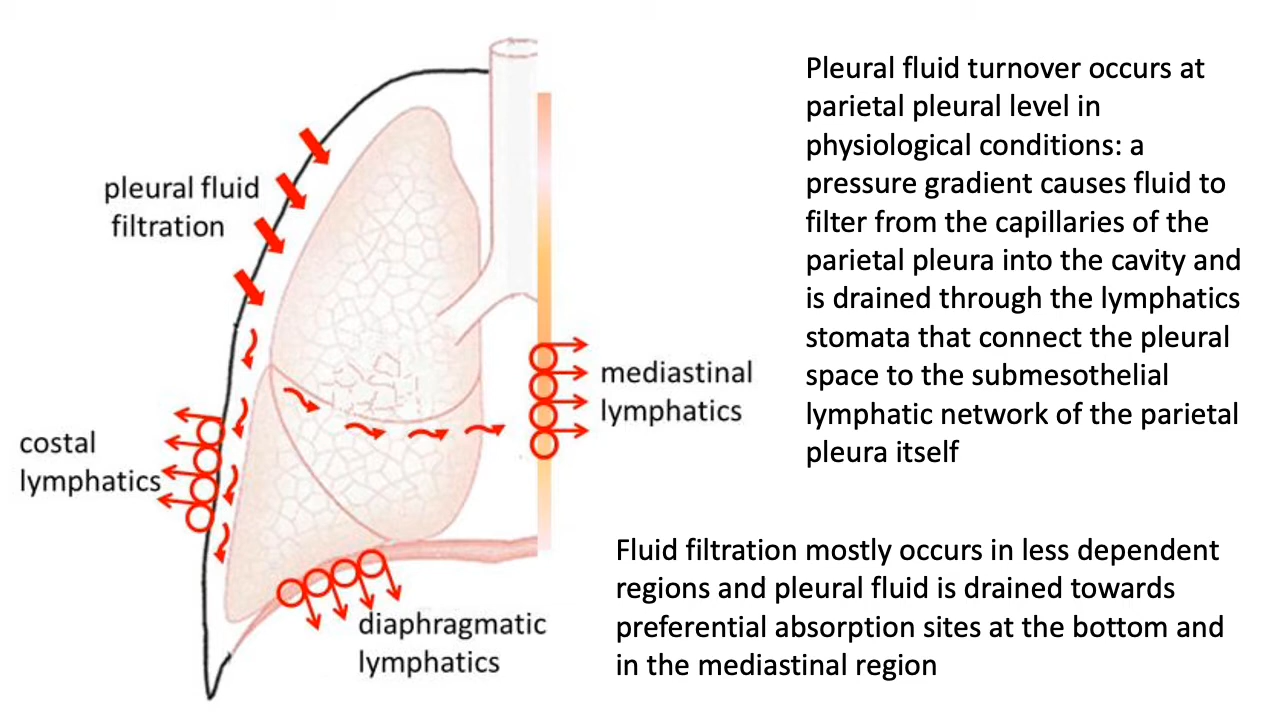 pleural fluid
filtration
costal
lymphatics
mediastinal
lymphatics
diaphragmatic
lymphatics
Pleural fluid turnover occurs at
parietal pleural level in
physiological conditions: a
pressure gradient causes fluid to
filter from the capillaries of the
parietal pleura into the cavity and
is drained through the lymphatics
stomata that connect the pleural
space to the submesothelial
lymphatic network of the parietal
pleura itself
Fluid filtration mostly occurs in less dependent
regions and pleural fluid is drained towards
preferential absorption sites at the bottom and
in the mediastinal region